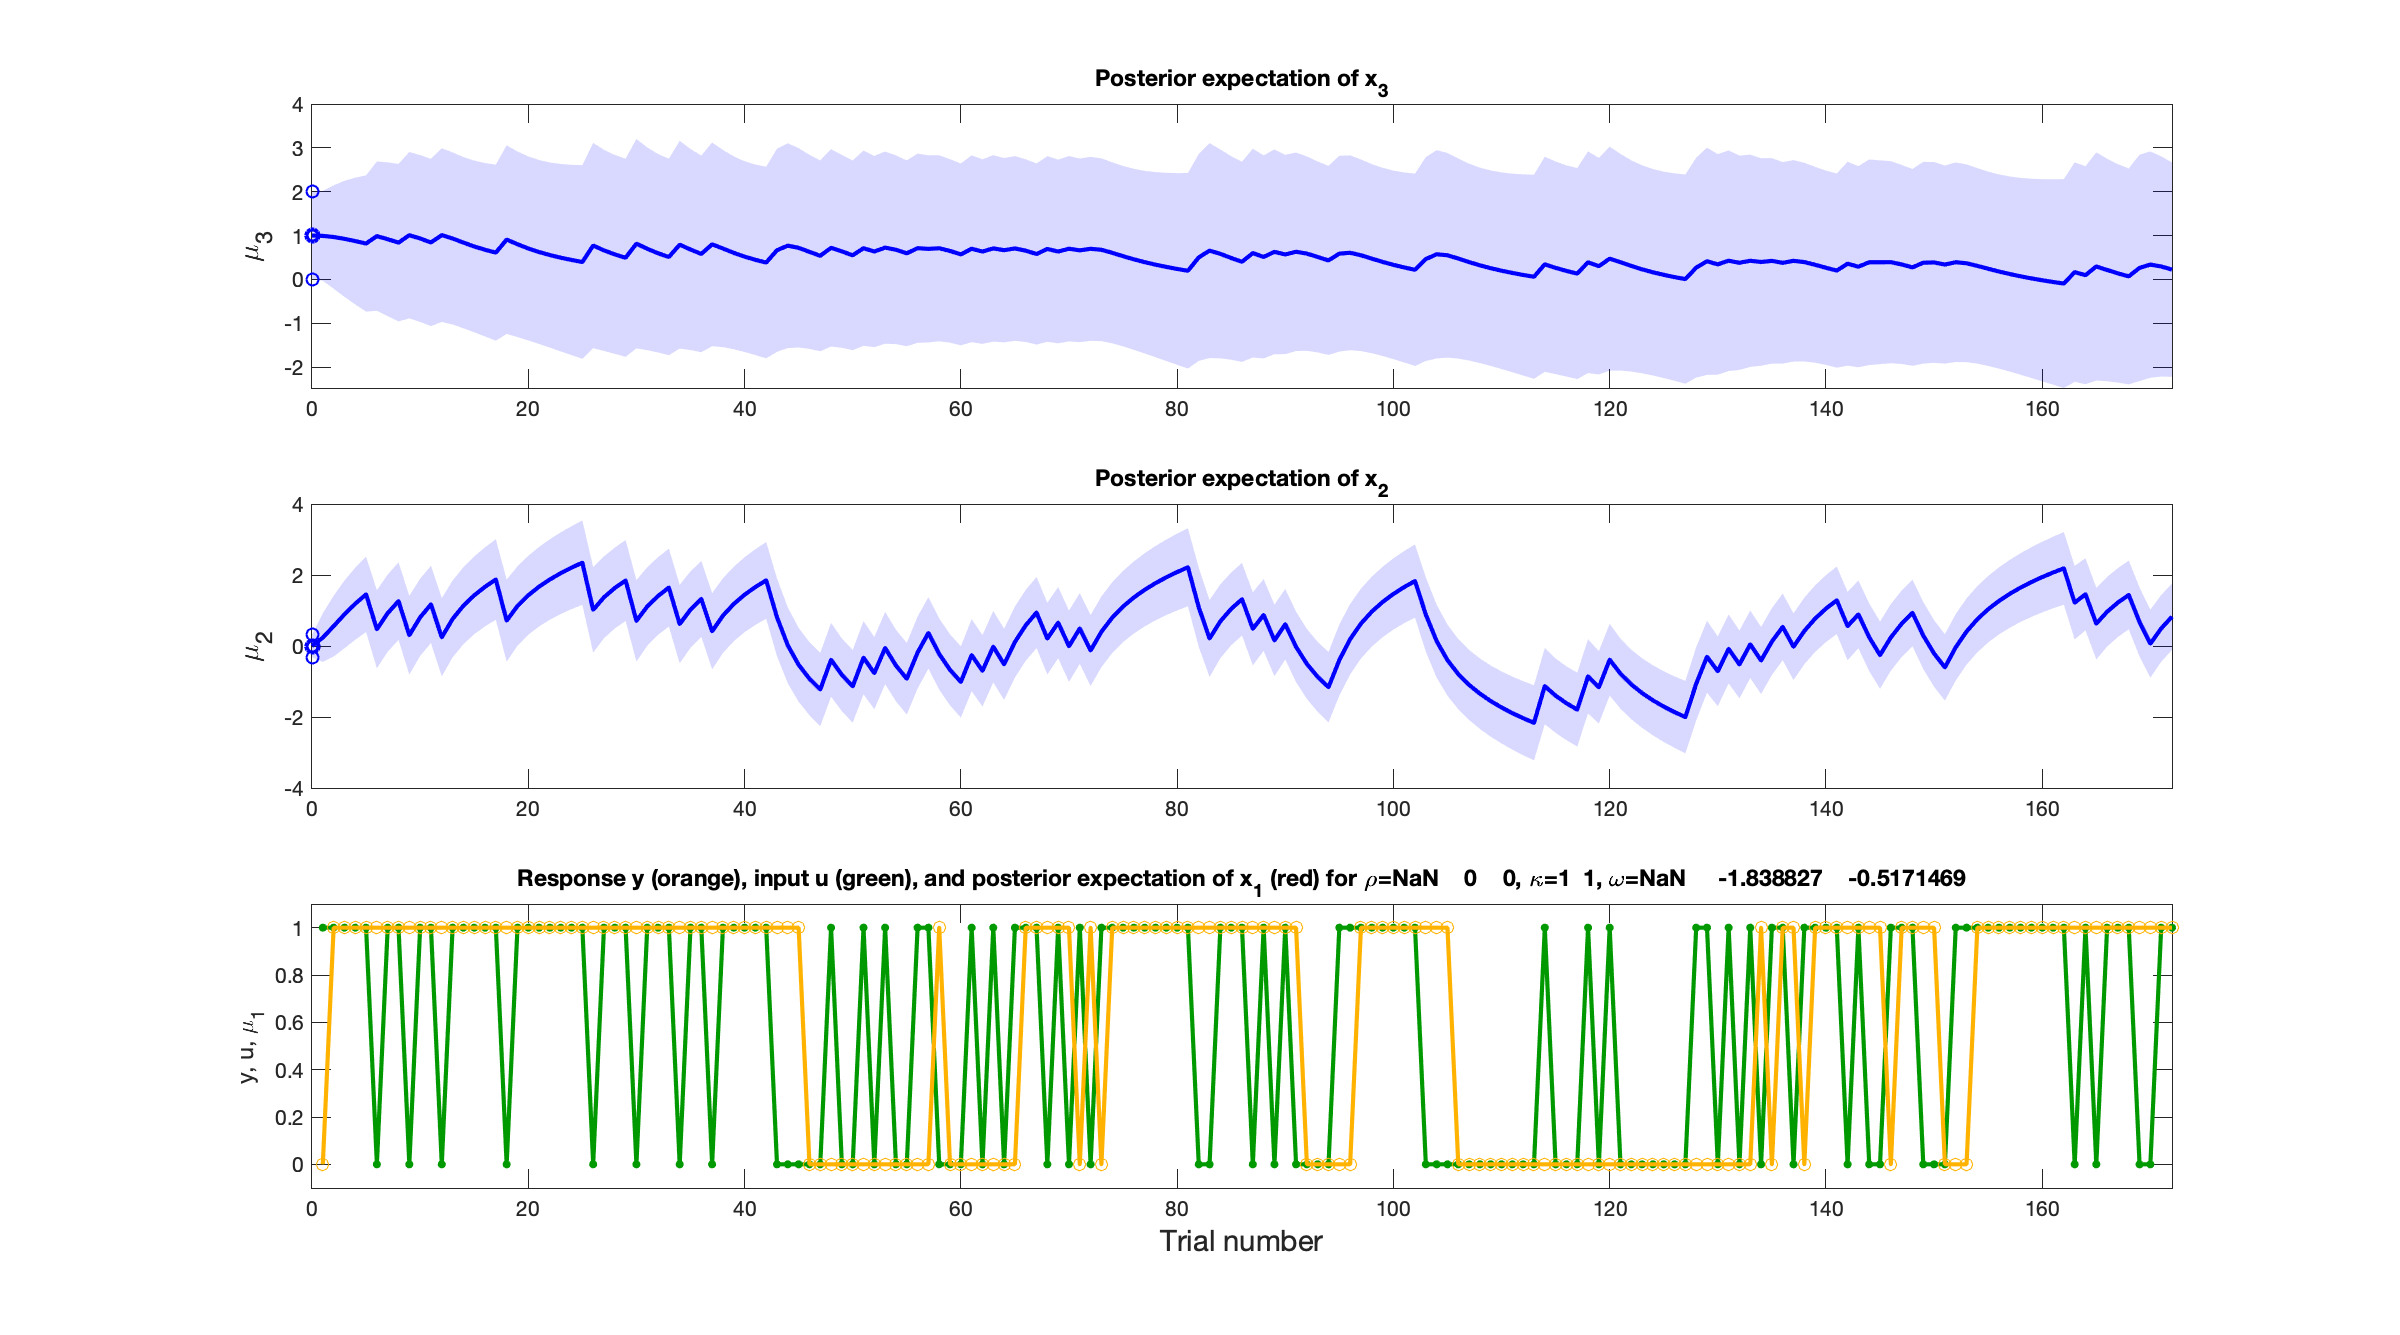 Posterior expectation of x3
4
3
2
1
0
-1
-2
μ3
0 20 40 60 80 100 120 140 160
Posterior expectation of x2
4
2
0
-2
-4
μ2
0 20 40 60 80 100 120 140 160
Response y (orange), input u (green), and posterior expectation of x1 (red) for ρ=NaN 0 0, κ=1 1, ω=NaN -1.838827 -0.5171469
1
0.8
0.6
0.4
0.2
0
y, u, μ1
0 20 40 60 80 100 120 140 160
Trial number